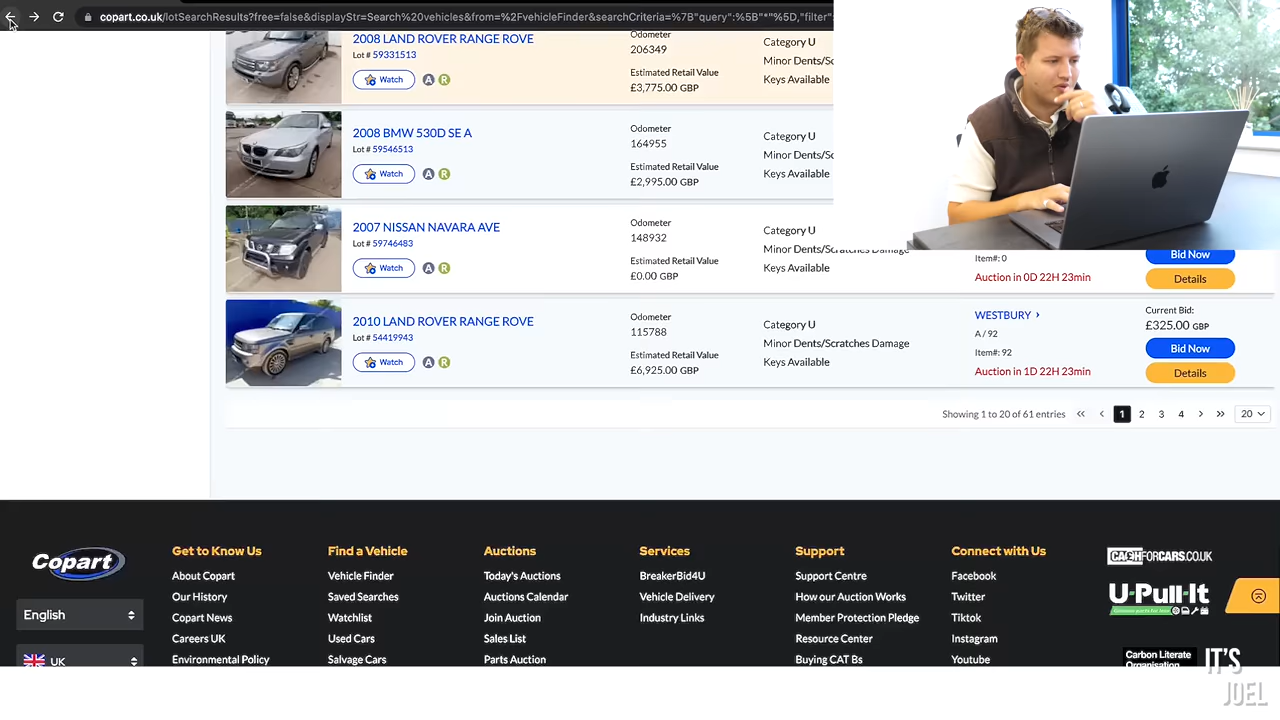 copart.co.uk/lotSearchResults?free=false&displayStr=Search%20vehicles&from=%2FvehicleFinder&searchCriteria=%7B"query":%5B"*"%5D,"filter"
2008 LAND ROVER RANGE ROVE
Lot # 59331513
Watch
A R
Odometer
206349
Estimated Retail Value
£3,775.00 GBP
Category U
Minor Dents/Sc
Keys Available
2008 BMW 530D SE A
Lot # 59546513
Watch
A R
Odometer
164955
Estimated Retail Value
£2,995.00 GBP
Category U
Minor Dents/Sc
Keys Available
2007 NISSAN NAVARA AVE
Lot # 59746483
Watch
A R
Odometer
148932
Estimated Retail Value
£0.00 GBP
Category U
Minor Dents/Scratches Damage
Keys Available
Item#: 0
Auction in 0D 22H 23min
Bid Now
Details
2010 LAND ROVER RANGE ROVE
Lot # 54419943
Watch
A R
Odometer
115788
Estimated Retail Value
£6,925.00 GBP
Category U
Minor Dents/Scratches Damage
Keys Available
WESTBURY ›
A / 92
Item#: 92
Auction in 1D 22H 23min
Current Bid:
£325.00 GBP
Bid Now
Details
Showing 1 to 20 of 61 entries « ‹ 1 2 3 4 › » 20
Copart
English
UK
Get to Know Us
About Copart
Our History
Copart News
Careers UK
Environmental Policy
Find a Vehicle
Vehicle Finder
Saved Searches
Watchlist
Used Cars
Salvage Cars
Auctions
Today's Auctions
Auctions Calendar
Join Auction
Sales List
Parts Auction
Services
BreakerBid4U
Vehicle Delivery
Industry Links
Support
Support Centre
How our Auction Works
Member Protection Pledge
Resource Center
Buying CAT Bs
Connect with Us
Facebook
Twitter
Tiktok
Instagram
Youtube
CASHFORCARS.CO.UK
U-Pull-It
Carbon Literate
Organisation
IT'S
JOEL